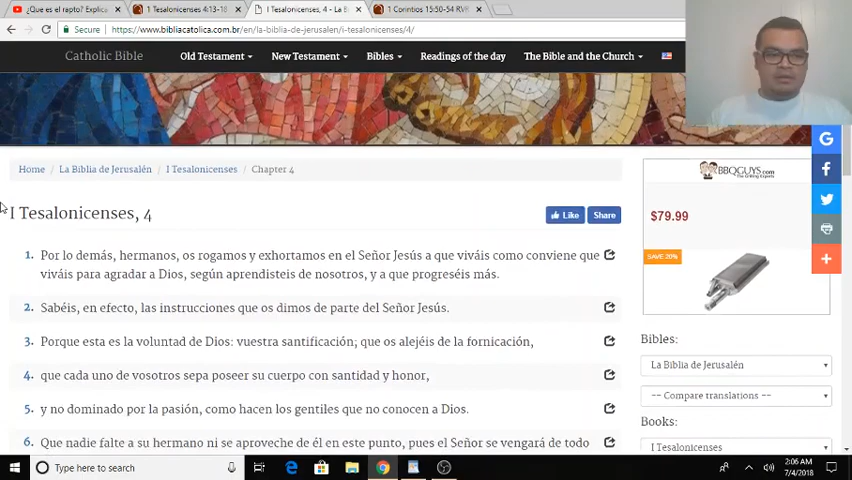 ¿Que es el rapto? Explica
1 Tesalonicenses 4:13-18
I Tesalonicenses, 4 - La B
1 Corintios 15:50-54 RVR
Secure
https://www.bibliacatolica.com.br/en/la-biblia-de-jerusalen/i-tesalonicenses/4/
Catholic Bible
Old Testament
New Testament
Bibles
Readings of the day
The Bible and the Church
Home / La Biblia de Jerusalén / I Tesalonicenses / Chapter 4
I Tesalonicenses, 4
Like
Share
1. Por lo demás, hermanos, os rogamos y exhortamos en el Señor Jesús a que viváis como conviene que
viváis para agradar a Dios, según aprendisteis de nosotros, y a que progreséis más.
2. Sabéis, en efecto, las instrucciones que os dimos de parte del Señor Jesús.
3. Porque esta es la voluntad de Dios: vuestra santificación; que os alejéis de la fornicación,
4. que cada uno de vosotros sepa poseer su cuerpo con santidad y honor,
5. y no dominado por la pasión, como hacen los gentiles que no conocen a Dios.
6. Que nadie falte a su hermano ni se aproveche de él en este punto, pues el Señor se vengará de todo
BBQGUYS.com
The Grilling Experts
$79.99
SAVE 20%
Bibles:
La Biblia de Jerusalén
-- Compare translations --
Books:
I Tesalonicenses
Type here to search
2:06 AM
7/4/2018